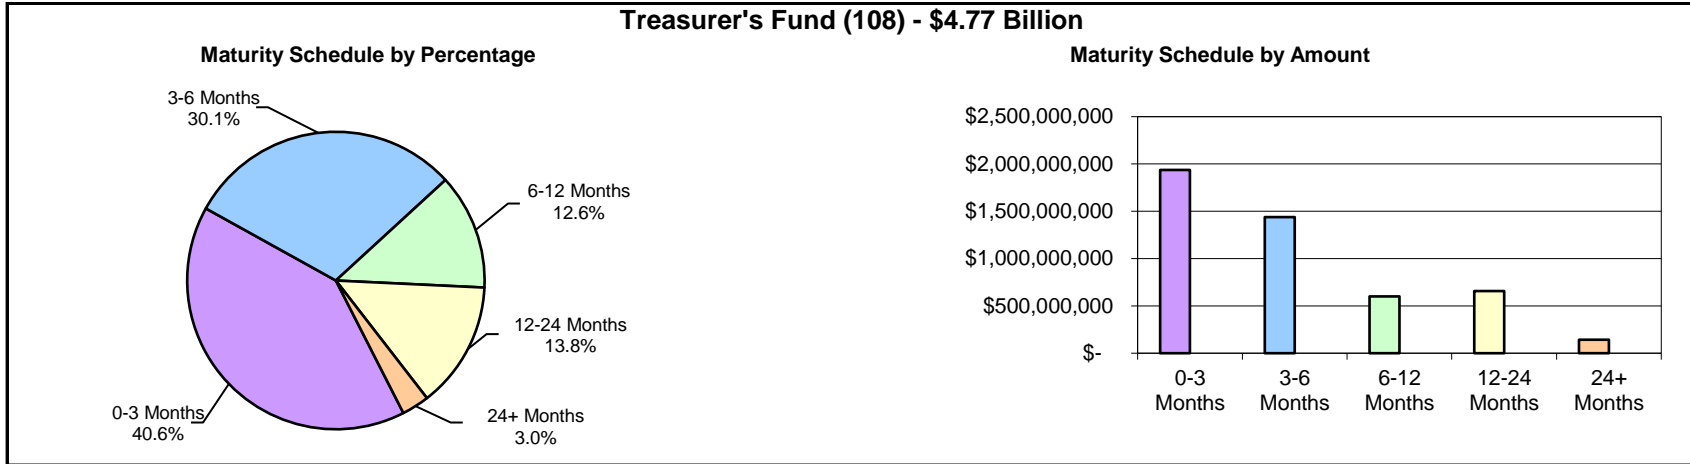 Treasurer's Fund (108) - $4.77 Billion
Maturity Schedule by Percentage
3-6 Months
30.1%
6-12 Months
12.6%
12-24 Months
13.8%
24+ Months
3.0%
0-3 Months
40.6%
Maturity Schedule by Amount
$2,500,000,000
$2,000,000,000
$1,500,000,000
$1,000,000,000
$500,000,000
$-
0-3 Months
3-6 Months
6-12 Months
12-24 Months
24+ Months